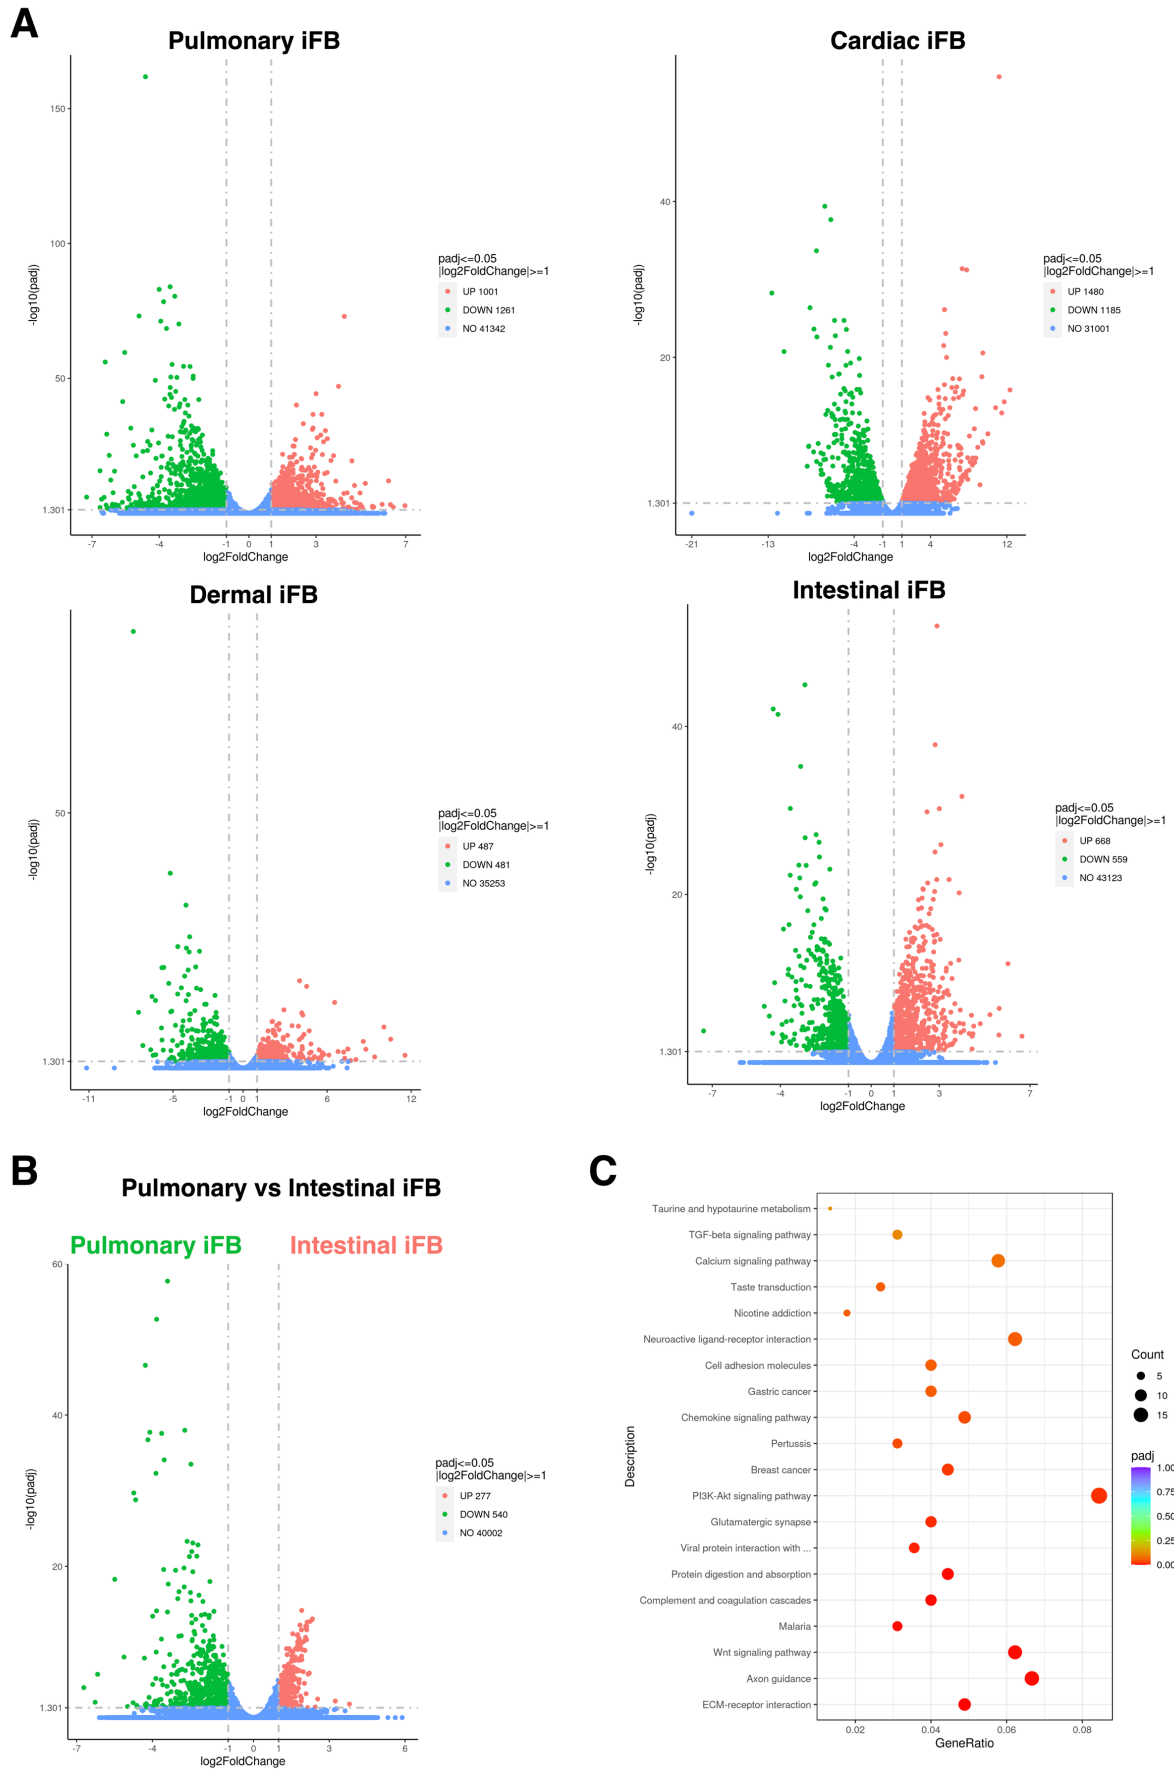 A
Pulmonary iFB
150
100
50
1.301
-log10(padj)
-7 -4 -1 0 1 3 7
log2FoldChange
padj<=0.05
|log2FoldChange|>=1
UP 1001
DOWN 1261
NO 41342
Cardiac iFB
40
20
1.301
-log10(padj)
-21 -13 -4 -1 1 4 12
log2FoldChange
padj<=0.05
|log2FoldChange|>=1
UP 1480
DOWN 1185
NO 31001
Dermal iFB
50
1.301
-log10(padj)
-11 -5 -1 0 1 6 12
log2FoldChange
padj<=0.05
|log2FoldChange|>=1
UP 487
DOWN 481
NO 35253
Intestinal iFB
40
20
1.301
-log10(padj)
-7 -4 -1 0 1 3 7
log2FoldChange
padj<=0.05
|log2FoldChange|>=1
UP 668
DOWN 559
NO 43123
B
Pulmonary vs Intestinal iFB
Pulmonary iFB Intestinal iFB
60
40
20
1.301
-log10(padj)
-7 -4 -1 0 1 3 6
log2FoldChange
padj<=0.05
|log2FoldChange|>=1
UP 277
DOWN 540
NO 40002
C
Description
Taurine and hypotaurine metabolism
TGF-beta signaling pathway
Calcium signaling pathway
Taste transduction
Nicotine addiction
Neuroactive ligand-receptor interaction
Cell adhesion molecules
Gastric cancer
Chemokine signaling pathway
Pertussis
Breast cancer
PI3K-Akt signaling pathway
Glutamatergic synapse
Viral protein interaction with ...
Protein digestion and absorption
Complement and coagulation cascades
Malaria
Wnt signaling pathway
Axon guidance
ECM-receptor interaction
0.02 0.04 0.06 0.08
GeneRatio
Count
5
10
15
padj
1.00
0.75
0.50
0.25
0.00